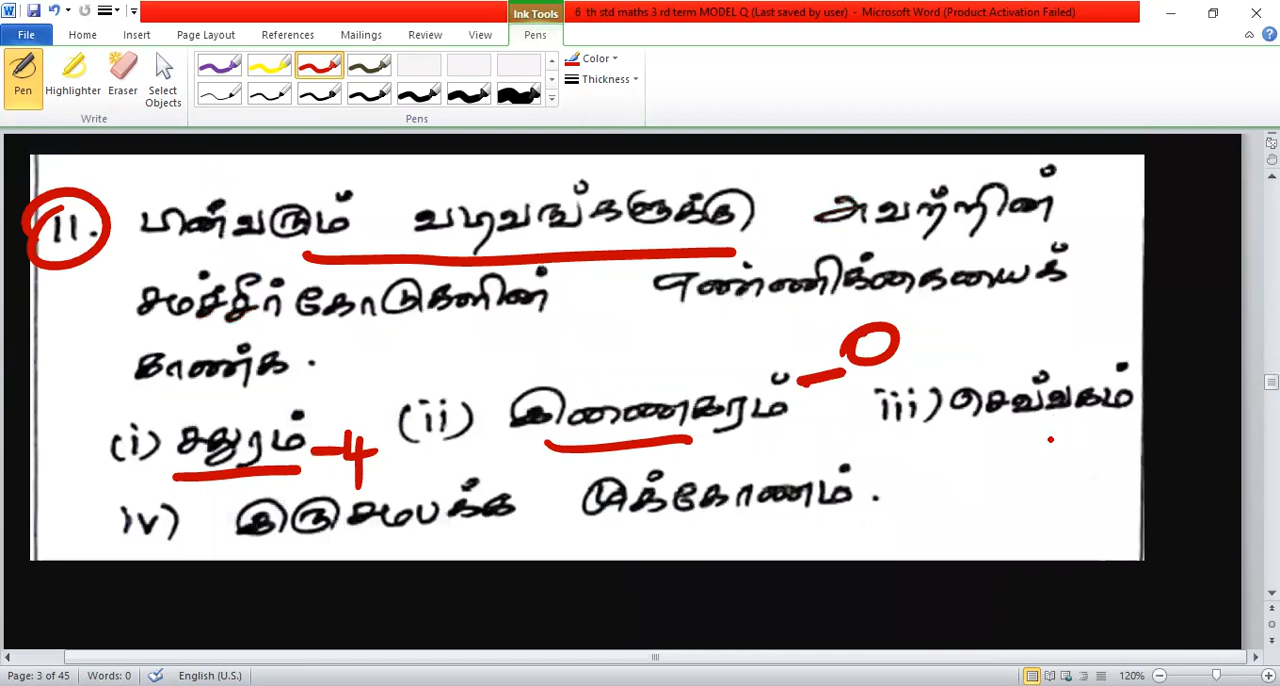 6 th std maths 3 rd term MODEL Q (Last saved by user) - Microsoft Word (Product Activation Failed)
Ink Tools
File Home Insert Page Layout References Mailings Review View Pens
Pen Highlighter Eraser Select Objects
Color
Thickness
Write Pens
11. பின்வரும் வடிவங்களுக்கு அவற்றின்
சமச்சீர் கோடுகளின் எண்ணிக்கையைக்
காண்க.
(i) சதுரம் - 4 (ii) இணைகரம் - 0 iii) செவ்வகம்
iv) இருசமபக்க முக்கோணம்.
Page: 3 of 45 Words: 0 English (U.S.) 120%